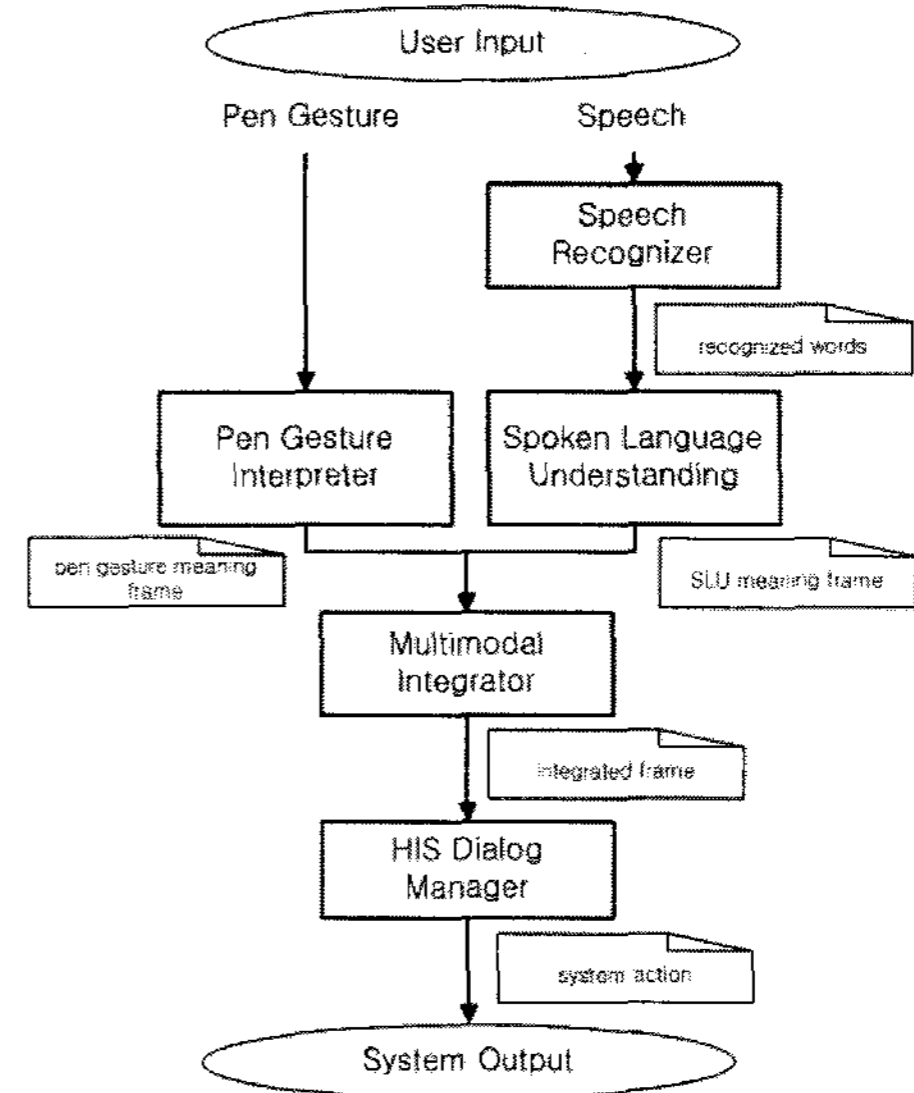 User Input
Pen Gesture
Speech
Speech
Recognizer
recognized words
Pen Gesture
Interpreter
Spoken Language
Understanding
pen gesture meaning
frame
SLU meaning frame
Multimodal
Integrator
integrated frame
HIS Dialog
Manager
system action
System Output